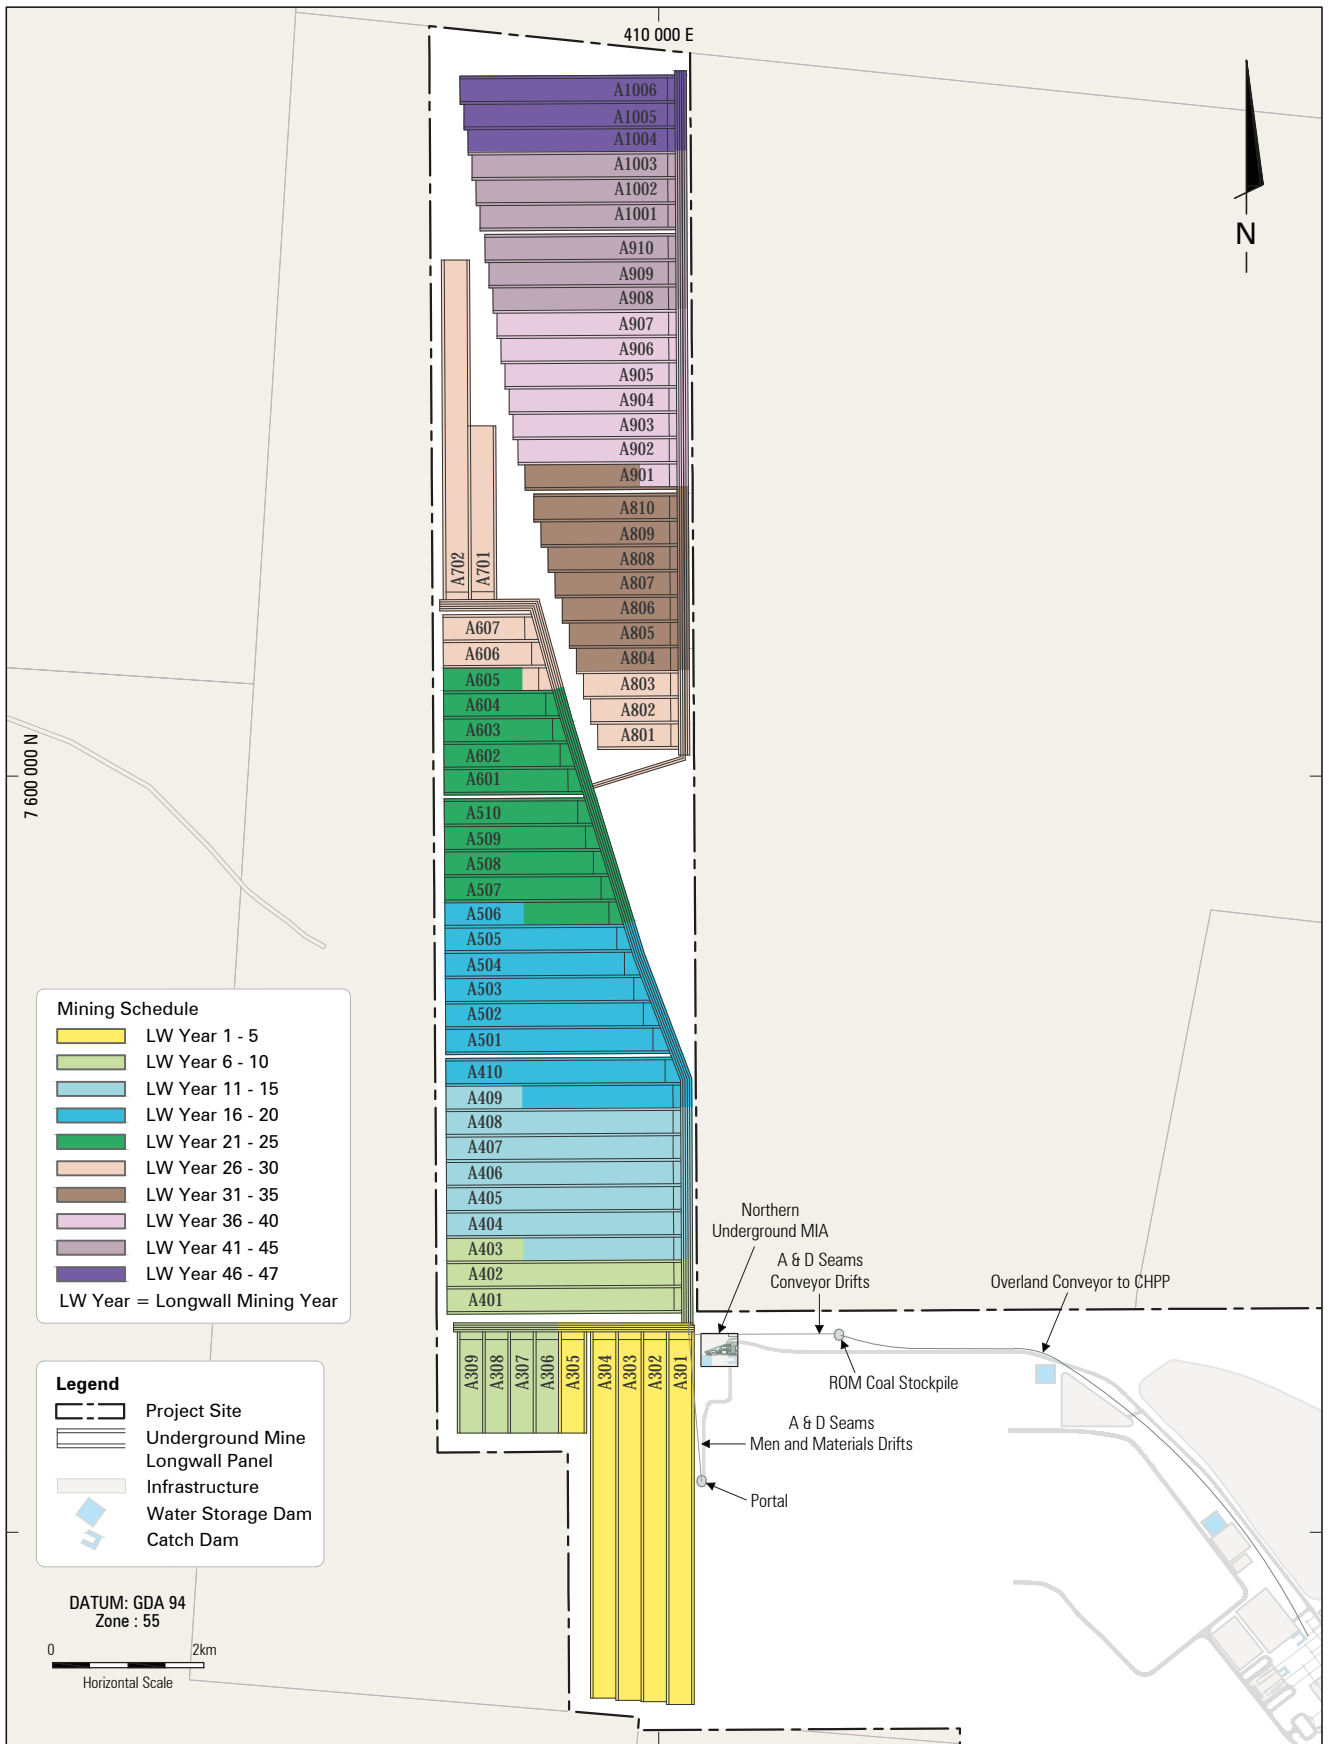 410 000 E
A1006
A1005
A1004
A1003
A1002
A1001
A910
A909
A908
A907
A906
A905
A904
A903
A902
A901
A810
A809
A808
A807
A806
A805
A804
A803
A802
A801
N
A702
A701
A607
A606
A605
A604
A603
A602
A601
A510
A509
A508
A507
A506
A505
A504
A503
A502
A501
A410
A409
A408
A407
A406
A405
A404
A403
A402
A401
A309
A308
A307
A306
A305
A304
A303
A302
A301
7 600 000 N
Mining Schedule
LW Year 1 - 5
LW Year 6 - 10
LW Year 11 - 15
LW Year 16 - 20
LW Year 21 - 25
LW Year 26 - 30
LW Year 31 - 35
LW Year 36 - 40
LW Year 41 - 45
LW Year 46 - 47
LW Year = Longwall Mining Year
Northern
Underground MIA
A & D Seams
Conveyor Drifts
Overland Conveyor to CHPP
ROM Coal Stockpile
A & D Seams
Men and Materials Drifts
Portal
Legend
Project Site
Underground Mine
Longwall Panel
Infrastructure
Water Storage Dam
Catch Dam
DATUM: GDA 94
Zone : 55
0 2km
Horizontal Scale